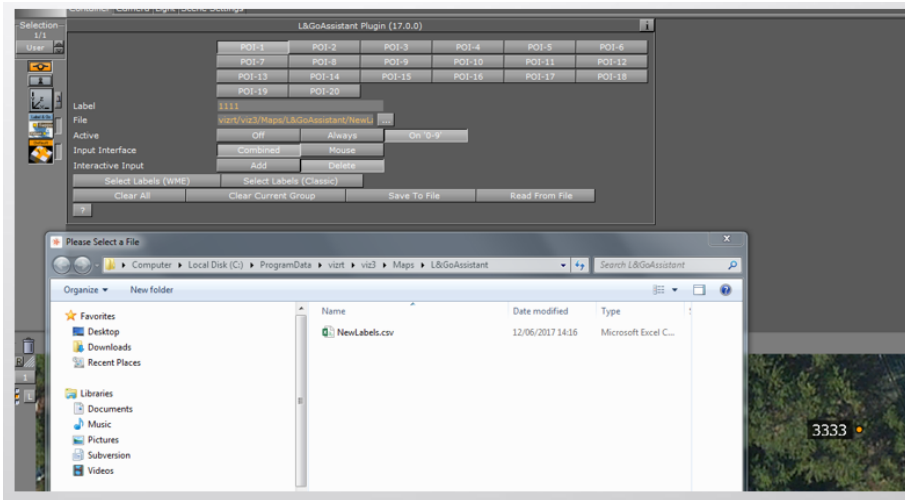 Container Camera Light Scene Settings
Selection
1/1
User
L&GoAssistant Plugin (17.0.0)
i
POI-1 POI-2 POI-3 POI-4 POI-5 POI-6
POI-7 POI-8 POI-9 POI-10 POI-11 POI-12
POI-13 POI-14 POI-15 POI-16 POI-17 POI-18
POI-19 POI-20
Label 1111
File vizrt/viz3/Maps/L&GoAssistant/NewL ...
Active Off Always On '0-9'
Input Interface Combined Mouse
Interactive Input Add Delete
Select Labels (WME) Select Labels (Classic)
Clear All Clear Current Group Save To File Read From File
?
Please Select a File
x
Computer Local Disk (C:) ProgramData vizrt viz3 Maps L&GoAssistant Search L&GoAssistant
Organize New folder
Favorites
Desktop
Downloads
Recent Places
Libraries
Documents
Music
Pictures
Subversion
Videos
Name Date modified Type
NewLabels.csv 12/06/2017 14:16 Microsoft Excel C...
R
1
L
3333